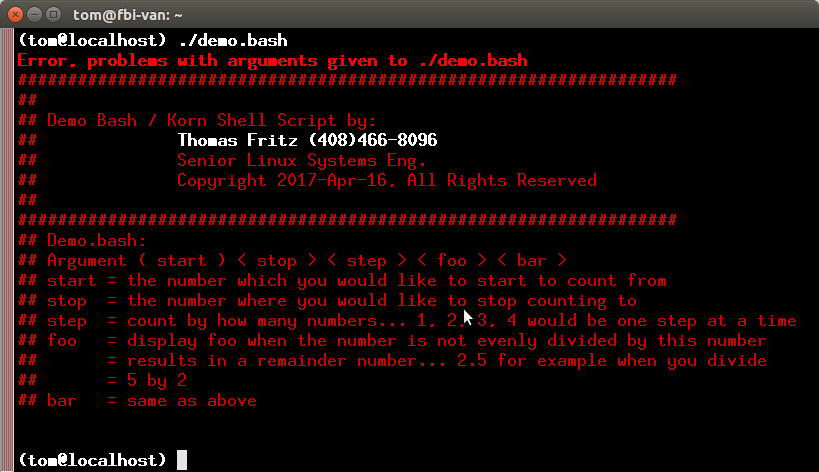 tom@fbi-van: ~
(tom@localhost) ./demo.bash
Error, problems with arguments given to ./demo.bash
##################################################################
##
## Demo Bash / Korn Shell Script by:
## Thomas Fritz (408)466-8096
## Senior Linux Systems Eng.
## Copyright 2017-Apr-16, All Rights Reserved
##
##################################################################
## Demo.bash:
## Argument ( start ) < stop > < step > < foo > < bar >
## start = the number which you would like to start to count from
## stop = the number where you would like to stop counting to
## step = count by how many numbers... 1, 2, 3, 4 would be one step at a time
## foo = display foo when the number is not evenly divided by this number
## = results in a remainder number... 2.5 for example when you divide
## = 5 by 2
## bar = same as above
(tom@localhost)